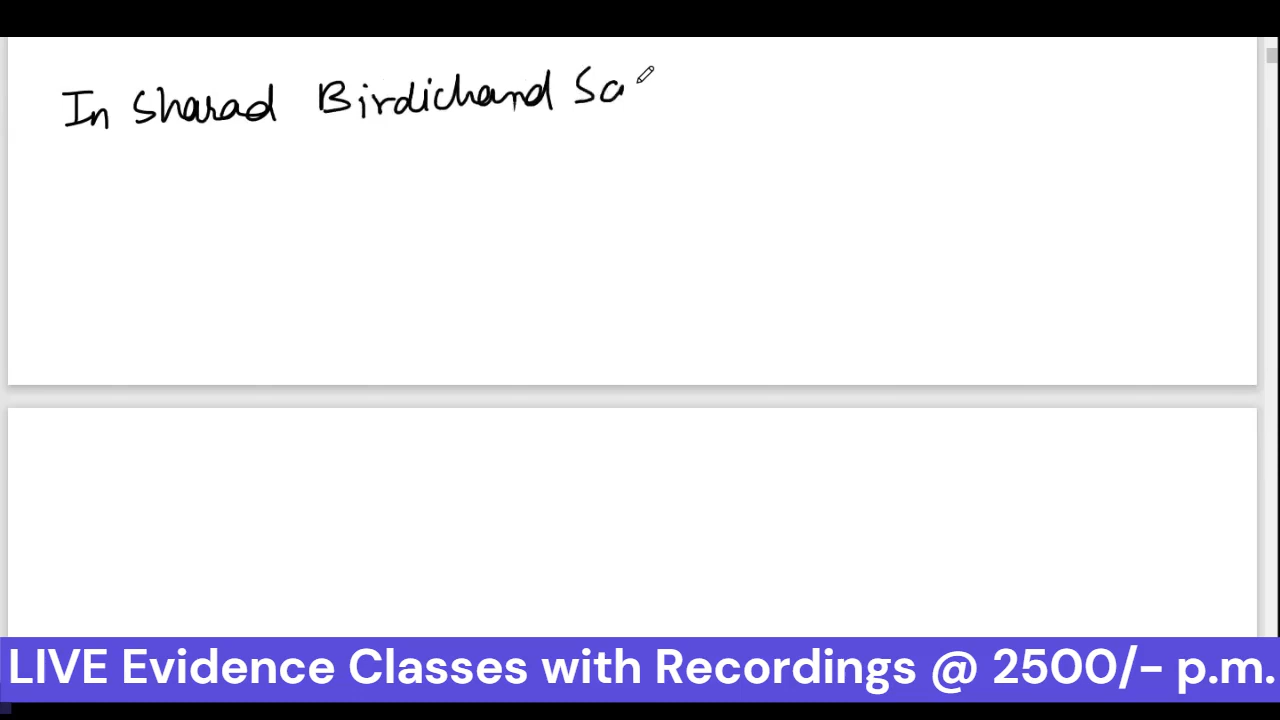 In Sharad Birdichand Sa
LIVE Evidence Classes with Recordings @ 2500/- p.m.